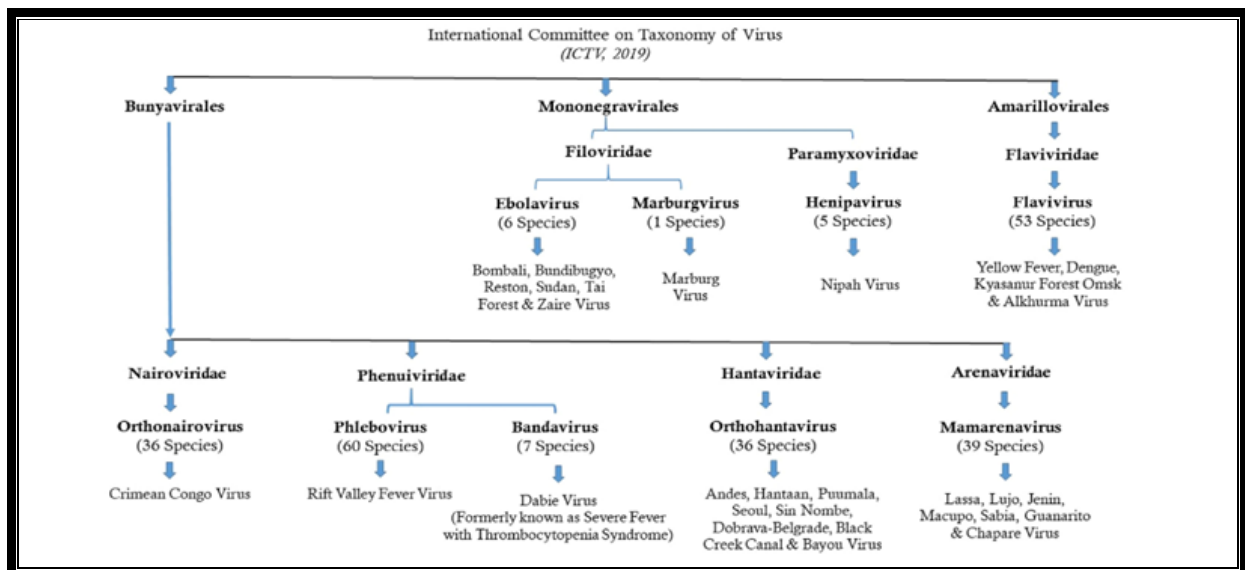 International Committee on Taxonomy of Virus
(ICTV, 2019)
Bunyavirales
Mononegravirales
Amarillovirales
Filoviridae
Paramyxoviridae
Flaviviridae
Ebolavirus
(6 Species)
Marburgvirus
(1 Species)
Henipavirus
(5 Species)
Flavivirus
(53 Species)
Bombali, Bundibugyo,
Reston, Sudan, Tai
Forest & Zaire Virus
Marburg
Virus
Nipah Virus
Yellow Fever, Dengue,
Kyasanur Forest Omsk
& Alkhurma Virus
Nairoviridae
Phenuiviridae
Hantaviridae
Arenaviridae
Orthonairovirus
(36 Species)
Phlebovirus
(60 Species)
Bandavirus
(7 Species)
Orthohantavirus
(36 Species)
Mamarenavirus
(39 Species)
Crimean Congo Virus
Rift Valley Fever Virus
Dabie Virus
(Formerly known as Severe Fever
with Thrombocytopenia Syndrome)
Andes, Hantaan, Puumala,
Seoul, Sin Nombe,
Dobrava-Belgrade, Black
Creek Canal & Bayou Virus
Lassa, Lujo, Jenin,
Macupo, Sabia, Guanarito
& Chapare Virus